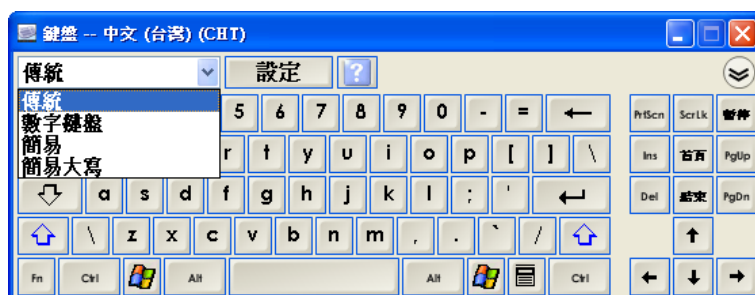 鍵盤 -- 中文 (台灣) (CHT)
傳統 設定 ?
傳統
數字鍵盤
簡易
簡易大寫
5 6 7 8 9 0 - =
PrtScn ScrLk 暫停
r t y u i o p [ ] \
Ins 首頁 PgUp
a s d f g h j k l ; '
Del 結束 PgDn
\ z x c v b n m , . ` /
Fn Ctrl Alt Alt Ctrl